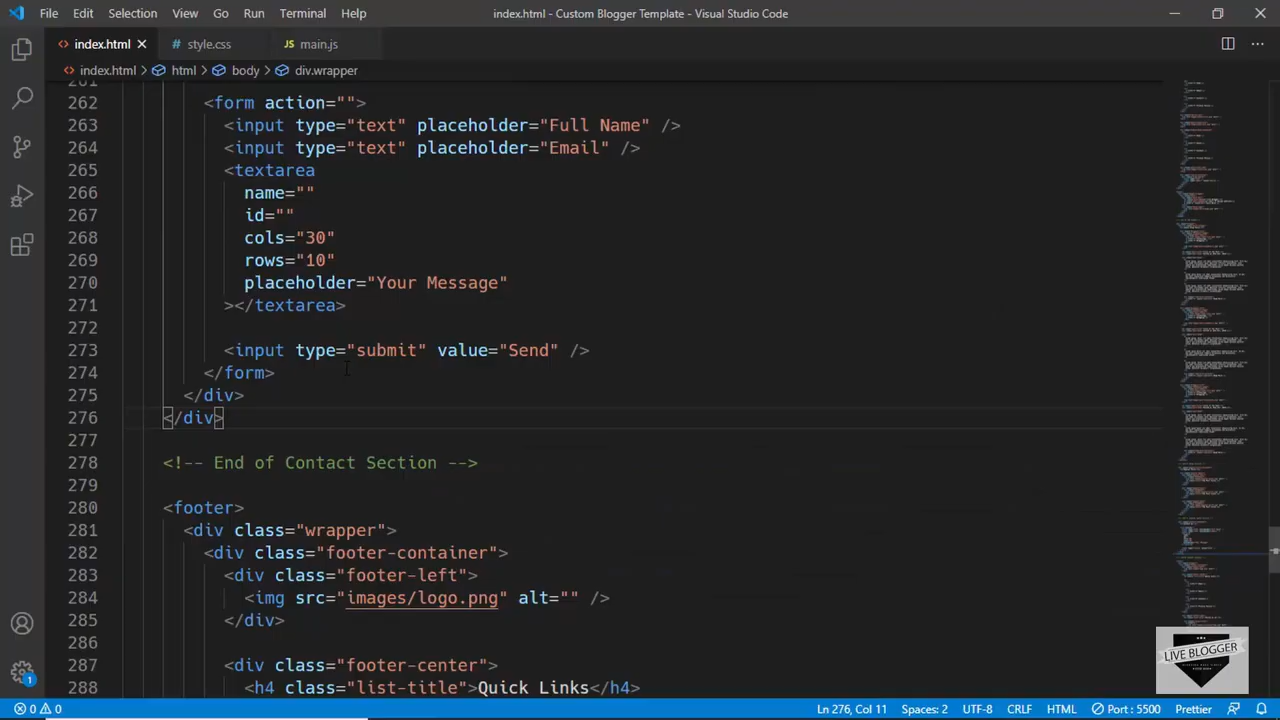 File Edit Selection View Go Run Terminal Help index.html - Custom Blogger Template - Visual Studio Code
index.html style.css JS main.js
index.html html body div.wrapper
261
262 <form action="">
263 <input type="text" placeholder="Full Name" />
264 <input type="text" placeholder="Email" />
265 <textarea
266 name=""
267 id=""
268 cols="30"
269 rows="10"
270 placeholder="Your Message"
271 ></textarea>
272
273 <input type="submit" value="Send" />
274 </form>
275 </div>
276 </div>
277
278 <!-- End of Contact Section -->
279
280 <footer>
281 <div class="wrapper">
282 <div class="footer-container">
283 <div class="footer-left">
284 <img src="images/logo.png" alt="" />
285 </div>
286
287 <div class="footer-center">
288 <h4 class="list-title">Quick Links</h4>
LIVE BLOGGER
1
0 0 Ln 276, Col 11 Spaces: 2 UTF-8 CRLF HTML Port : 5500 Prettier